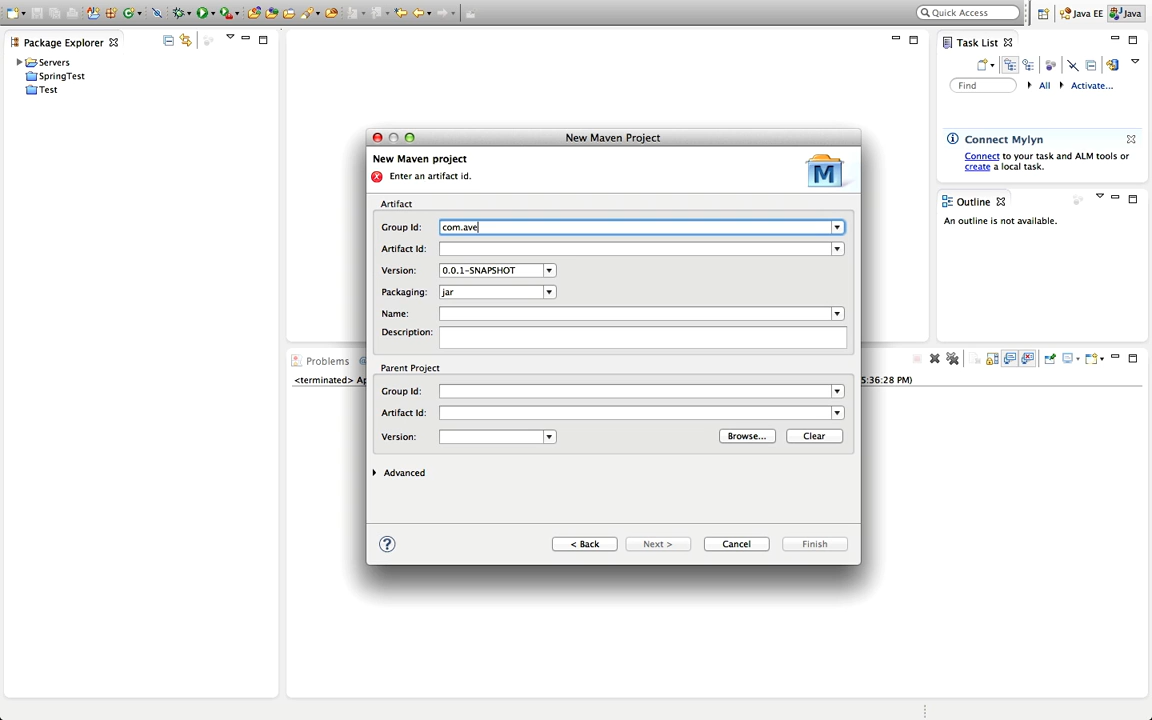 Quick Access
Java EE
Java
Package Explorer
Servers
SpringTest
Test
Task List
Find
All
Activate...
Connect Mylyn
Connect to your task and ALM tools or
create a local task.
Outline
An outline is not available.
New Maven Project
New Maven project
Enter an artifact id.
M
Artifact
Group Id: com.ave
Artifact Id:
Version: 0.0.1-SNAPSHOT
Packaging: jar
Name:
Description:
Parent Project
Group Id:
Artifact Id:
Version:
Browse...
Clear
Advanced
?
< Back
Next >
Cancel
Finish
Problems
<terminated> Ap
5:36:28 PM)